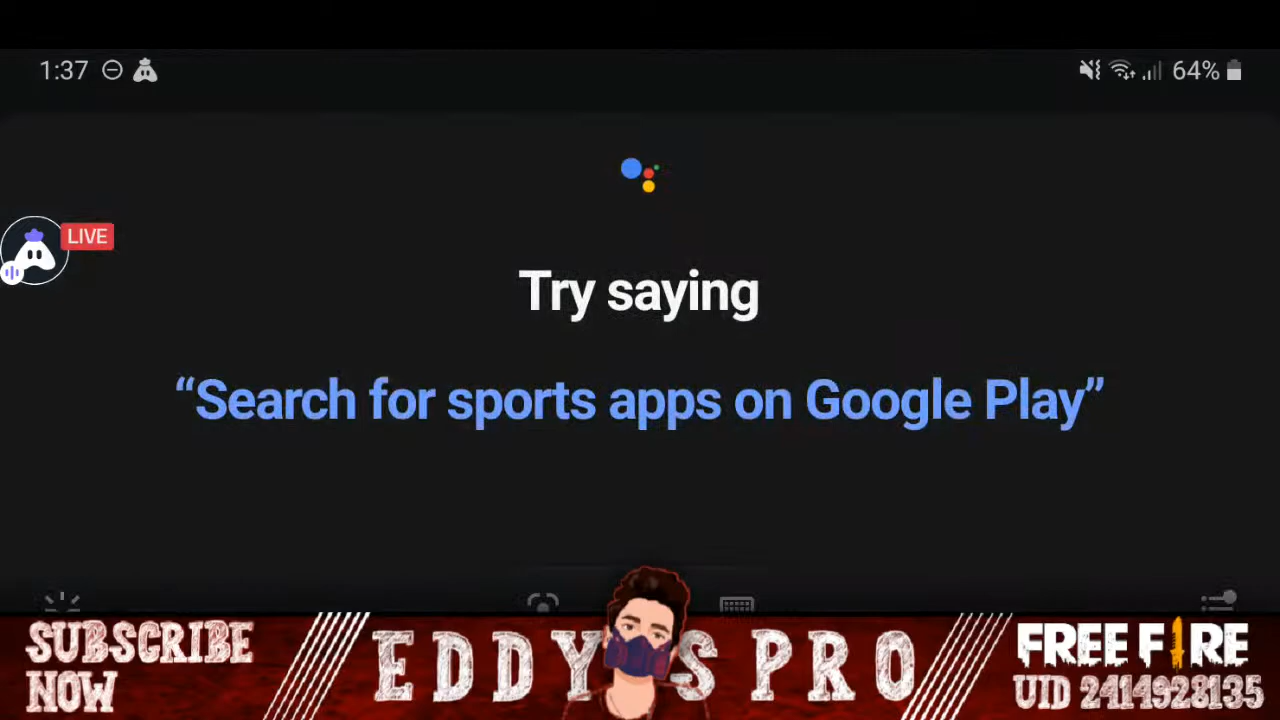 1:37
64%
LIVE
Try saying
“Search for sports apps on Google Play”
SUBSCRIBE NOW
EDDY'S PRO
FREE FIRE
UID 2414928135